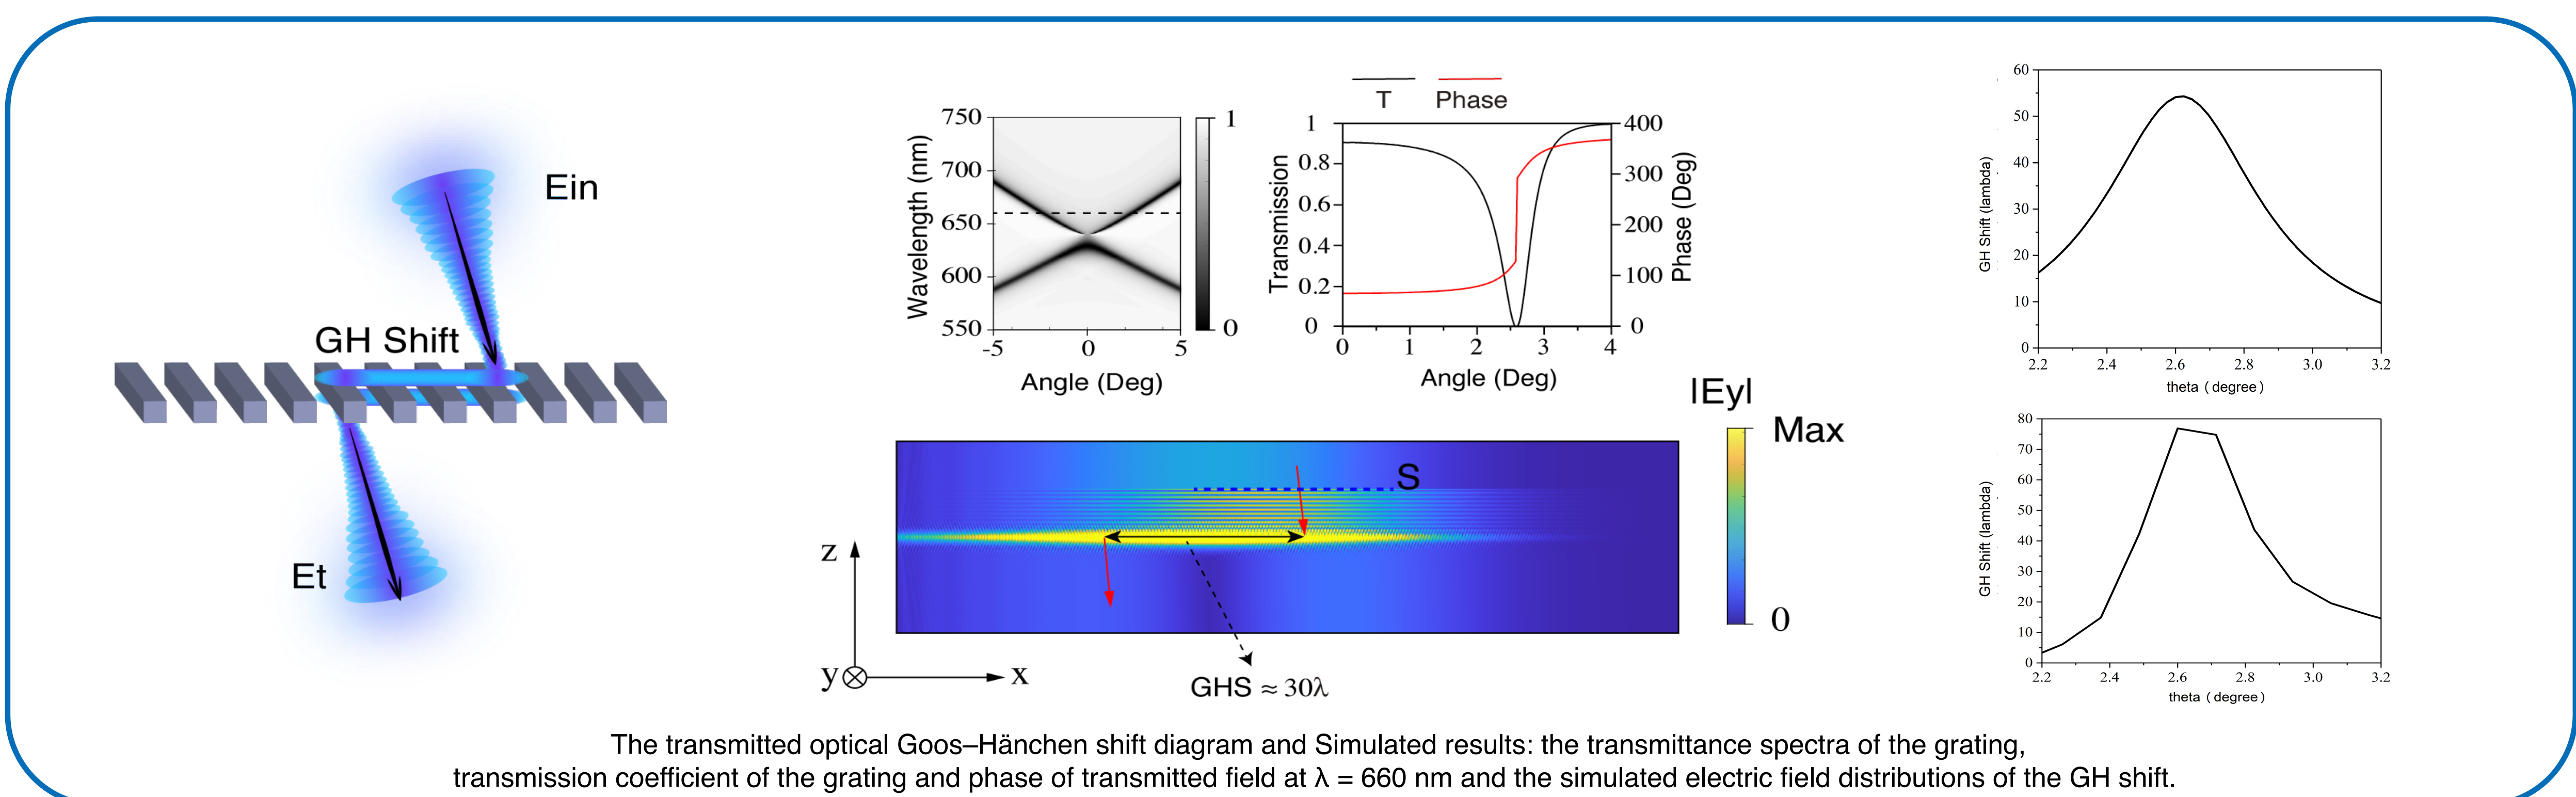 Ein
GH Shift
Et
Wavelength (nm)
750
700
650
600
550
-5
0
5
Angle (Deg)
1
0
T
Phase
Transmission
1
0.8
0.6
0.4
0.2
0
0
1
2
3
4
Angle (Deg)
400
300
200
100
0
Phase (Deg)
|Ey|
Max
0
S
z
y
x
GHS ≈ 30λ
GH Shift (lambda)
60
50
40
30
20
10
0
2.2
2.4
2.6
2.8
3.0
3.2
theta ( degree )
GH Shift (lambda)
80
70
60
50
40
30
20
10
0
2.2
2.4
2.6
2.8
3.0
3.2
theta ( degree )
The transmitted optical Goos–Hänchen shift diagram and Simulated results: the transmittance spectra of the grating,
transmission coefficient of the grating and phase of transmitted field at λ = 660 nm and the simulated electric field distributions of the GH shift.